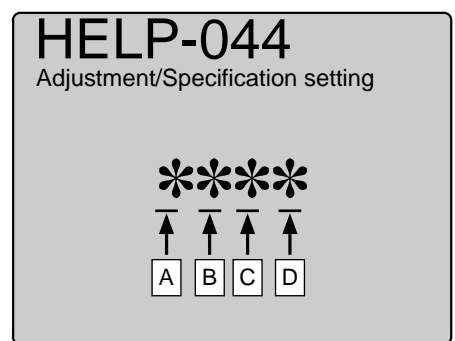 HELP-044
Adjustment/Specification setting
****
A B C D